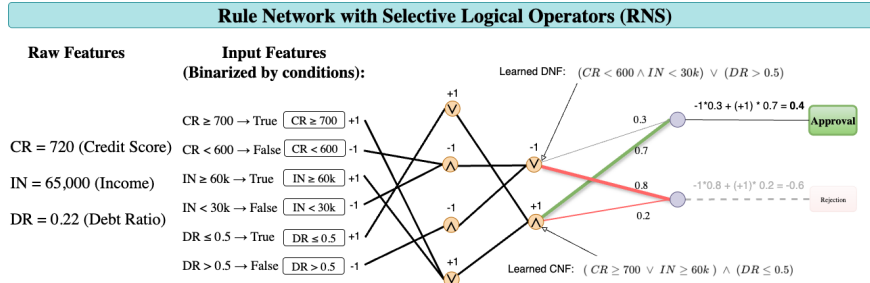 Rule Network with Selective Logical Operators (RNS)
Raw Features
Input Features
(Binarized by conditions):
Learned DNF: (CR < 600 ∧ IN < 30k) ∨ (DR > 0.5)
CR = 720 (Credit Score)
IN = 65,000 (Income)
DR = 0.22 (Debt Ratio)
CR ≥ 700 → True CR ≥ 700 +1
CR < 600 → False CR < 600 -1
IN ≥ 60k → True IN ≥ 60k +1
IN < 30k → False IN < 30k -1
DR ≤ 0.5 → True DR ≤ 0.5 +1
DR > 0.5 → False DR > 0.5 -1
+1
∨
-1
∧
-1
∧
+1
∨
-1
∨
+1
∧
0.3
0.7
0.8
0.2
-1*0.3 + (+1) * 0.7 = 0.4
Approval
-1*0.8 + (+1)* 0.2 = -0.6
Rejection
Learned CNF: ( CR ≥ 700 ∨ IN ≥ 60k ) ∧ (DR ≤ 0.5)